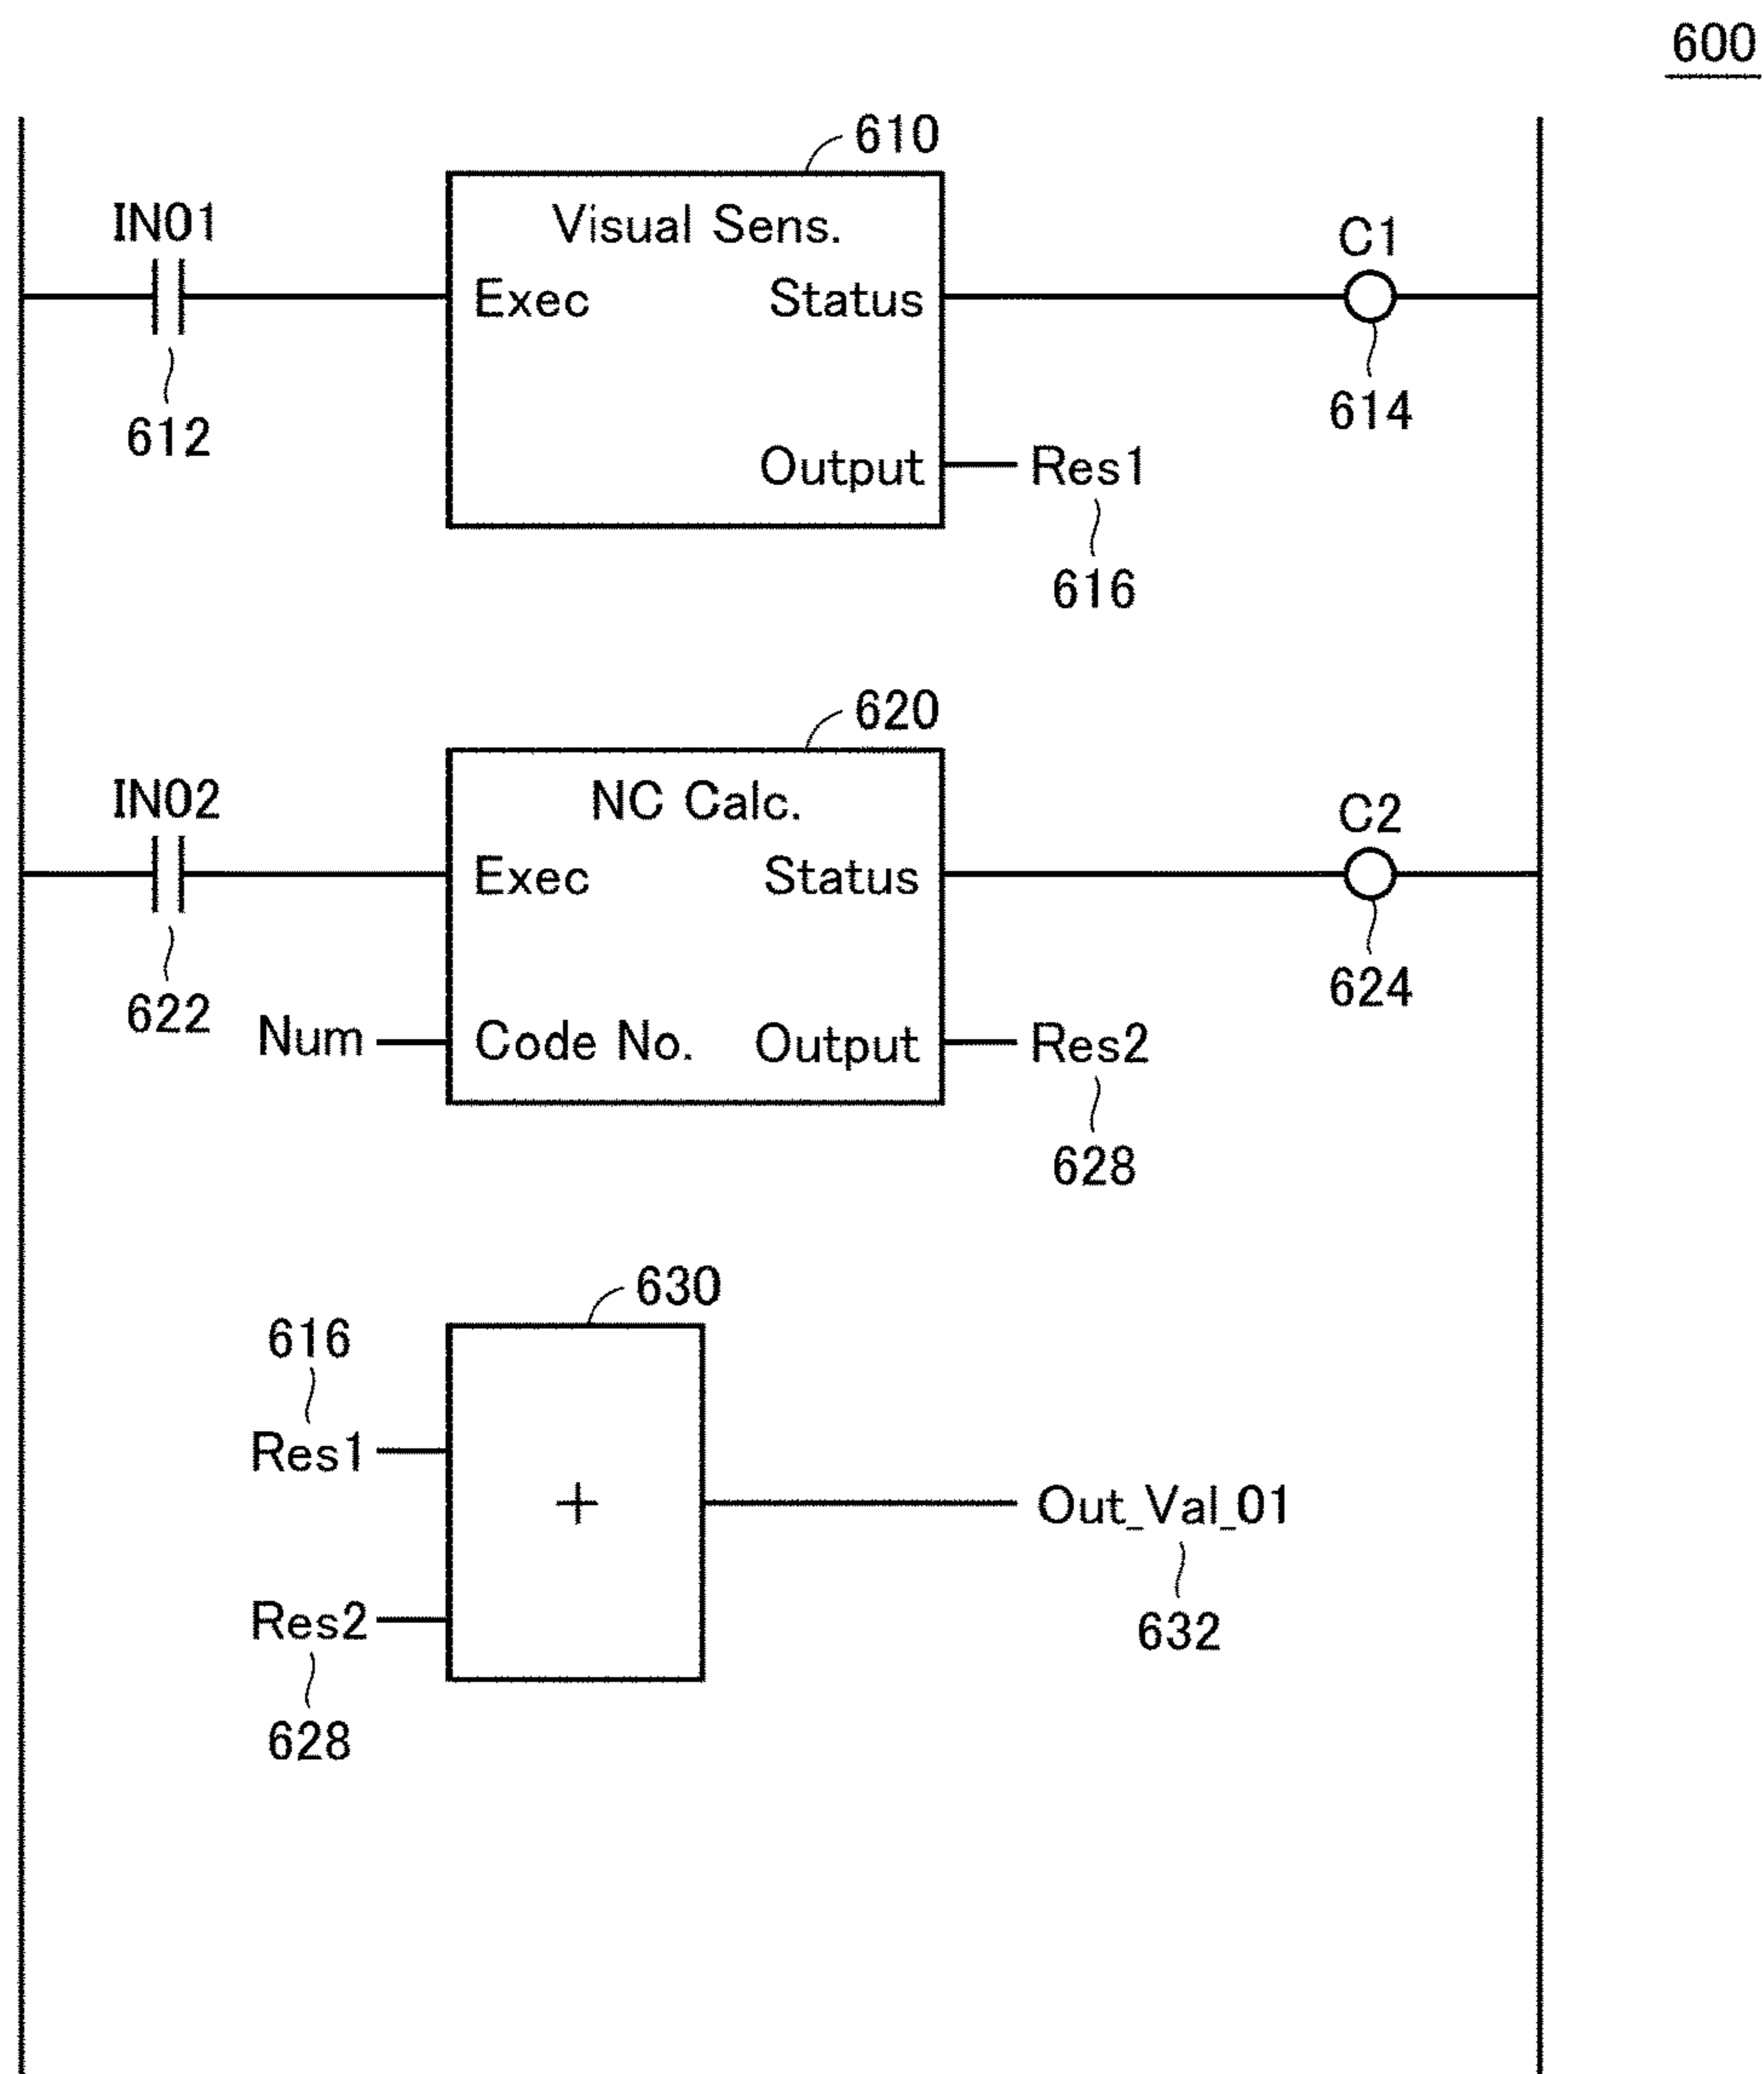 600
610
IN01
Visual Sens.
C1
Exec
Status
612
614
Output
Res1
616
620
IN02
NC Calc.
C2
Exec
Status
622
624
Num
Code No.
Output
Res2
628
630
616
Res1
+
Out_Val_01
Res2
632
628